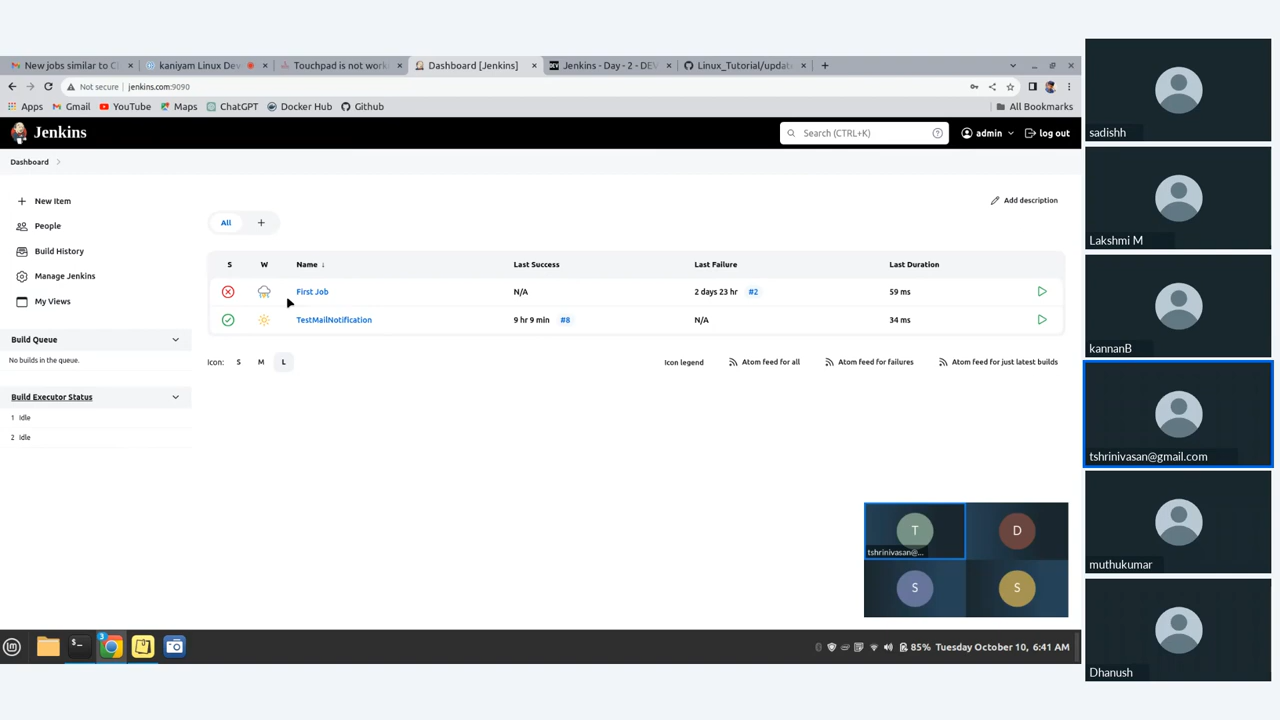 New jobs similar to C
kaniyam Linux Dev
Touchpad is not work
Dashboard [Jenkins]
Jenkins - Day - 2 - DEV
Linux_Tutorial/updat
Not secure jenkins.com:9090
Apps Gmail YouTube Maps ChatGPT Docker Hub Github All Bookmarks
Jenkins Search (CTRL+K) admin log out
Dashboard
New Item
People
Build History
Manage Jenkins
My Views
Build Queue
No builds in the queue.
Build Executor Status
1 Idle
2 Idle
Add description
All +
S W Name ↓ Last Success Last Failure Last Duration
First Job N/A 2 days 23 hr #2 59 ms
TestMailNotification 9 hr 9 min #8 N/A 34 ms
Icon: S M L Icon legend Atom feed for all Atom feed for failures Atom feed for just latest builds
T D
tshrinivasan@...
S S
3
85% Tuesday October 10, 6:41 AM
sadishh
Lakshmi M
kannanB
tshrinivasan@gmail.com
muthukumar
Dhanush